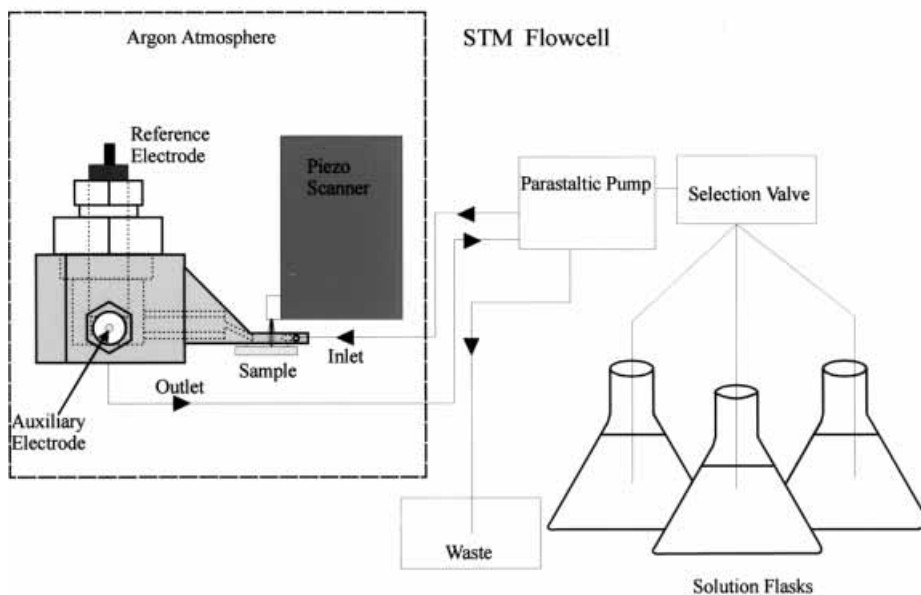 Argon Atmosphere
STM Flowcell
Reference
Electrode
Piezo
Scanner
Parastaltic Pump
Selection Valve
Sample
Inlet
Outlet
Auxiliary
Electrode
Waste
Solution Flasks